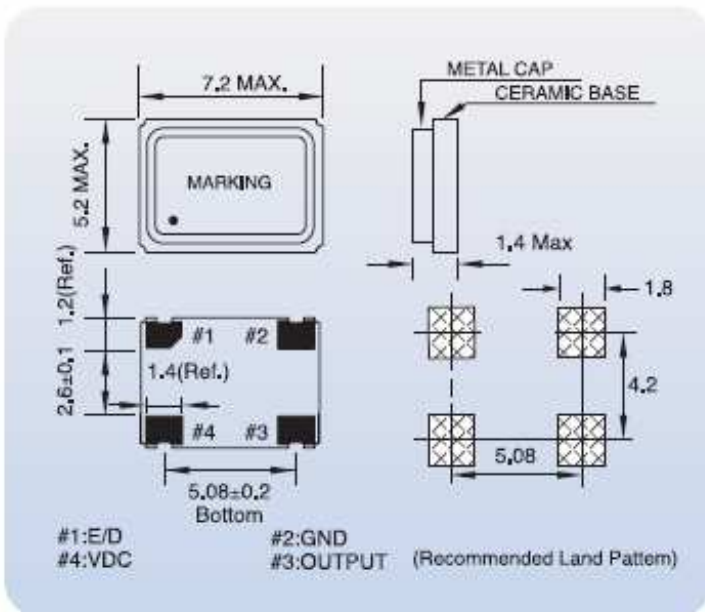 7.2 MAX.
METAL CAP
CERAMIC BASE
5.2 MAX.
MARKING
1.4 Max
1.2(Ref.)
1.8
#1 #2
2.6±0.1
1.4(Ref.)
4.2
#4 #3
5.08
5.08±0.2
Bottom
#1:E/D #2:GND
#4:VDC #3:OUTPUT (Recommended Land Pattem)